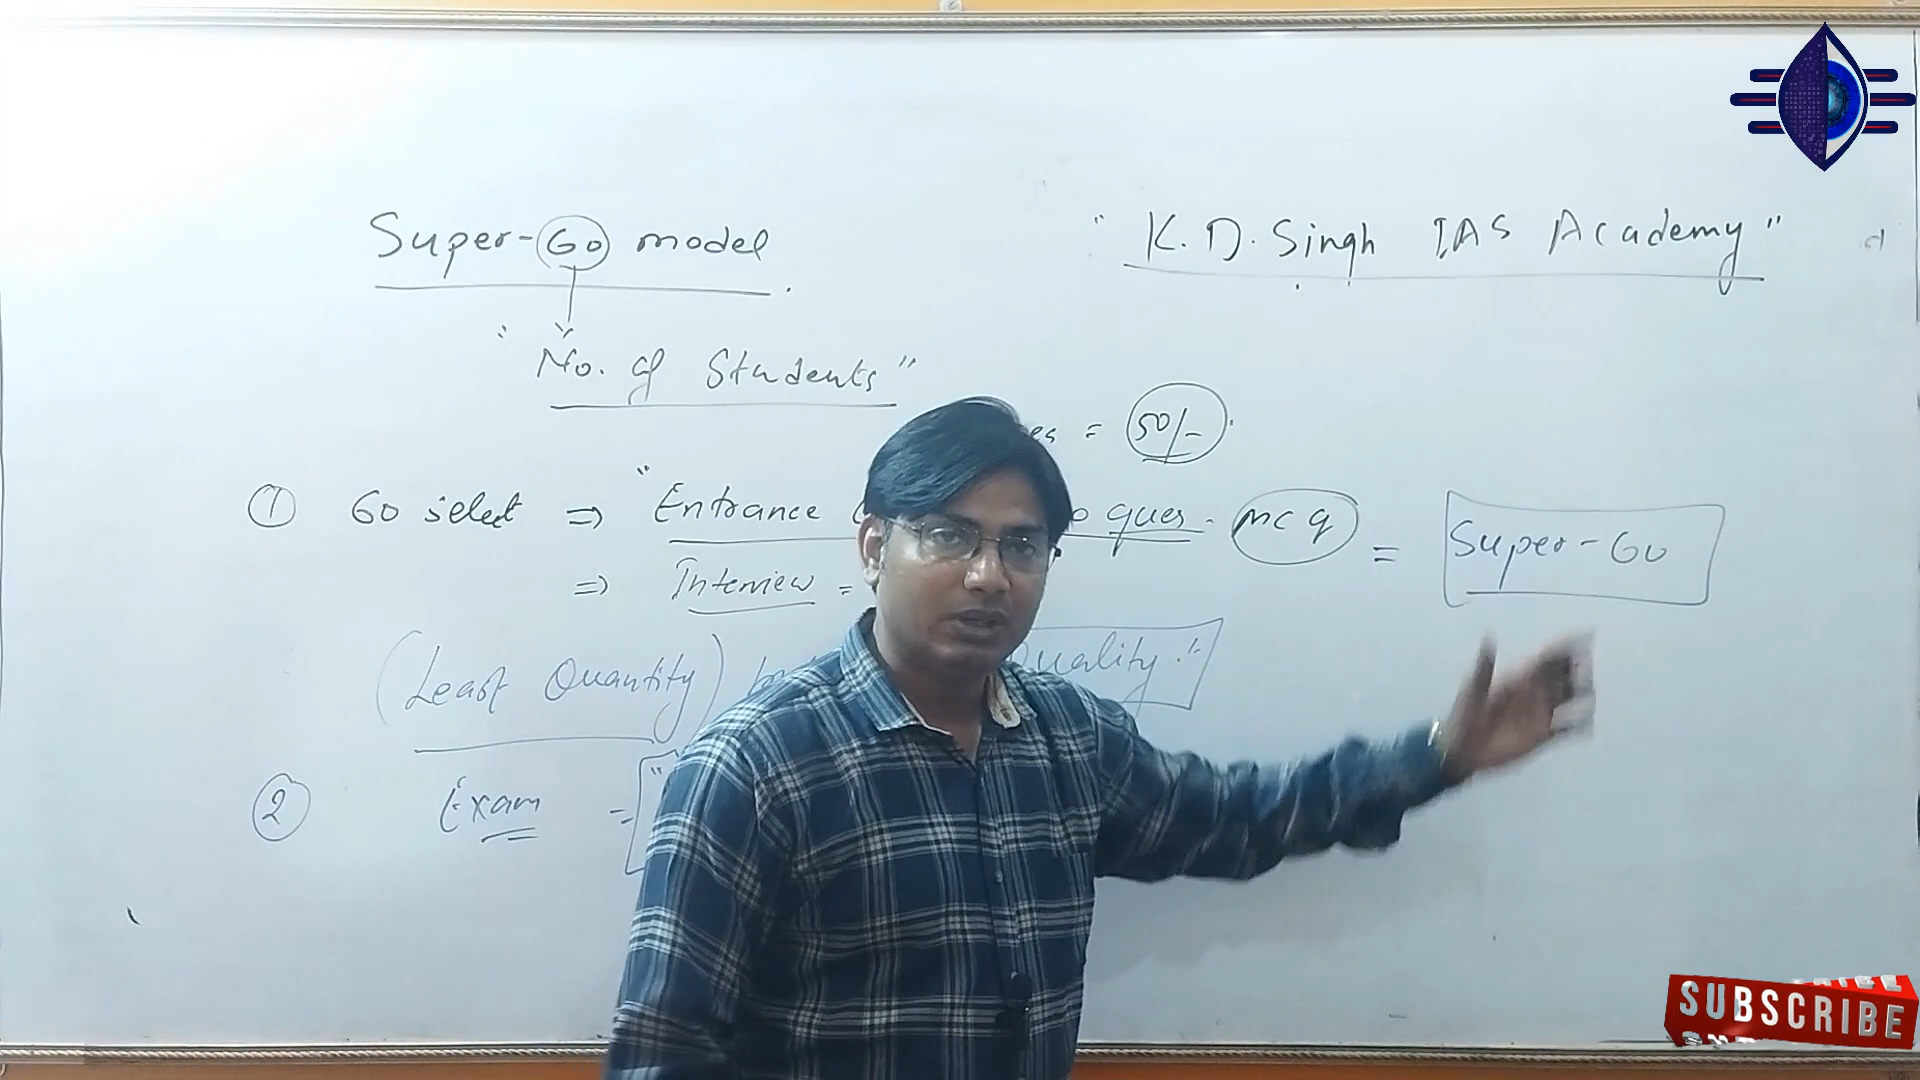 Super-60 model
"K.D. Singh IAS Academy"
"No. of Students"
= 50/-
① 60 select ⇒ "Entrance ques. mcq = Super-60
⇒ Interview =
(Least Quantity) Quality."
② Exam =
SUBSCRIBE